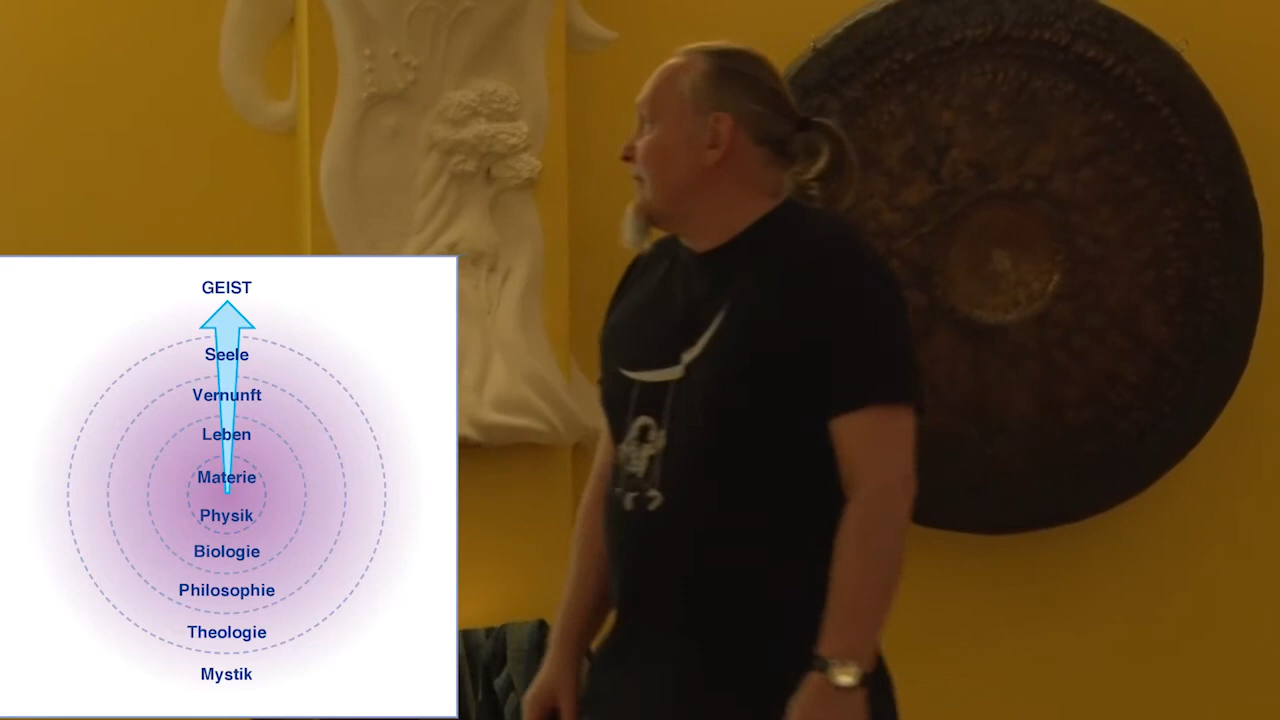 GEIST
Seele
Vernunft
Leben
Materie
Physik
Biologie
Philosophie
Theologie
Mystik